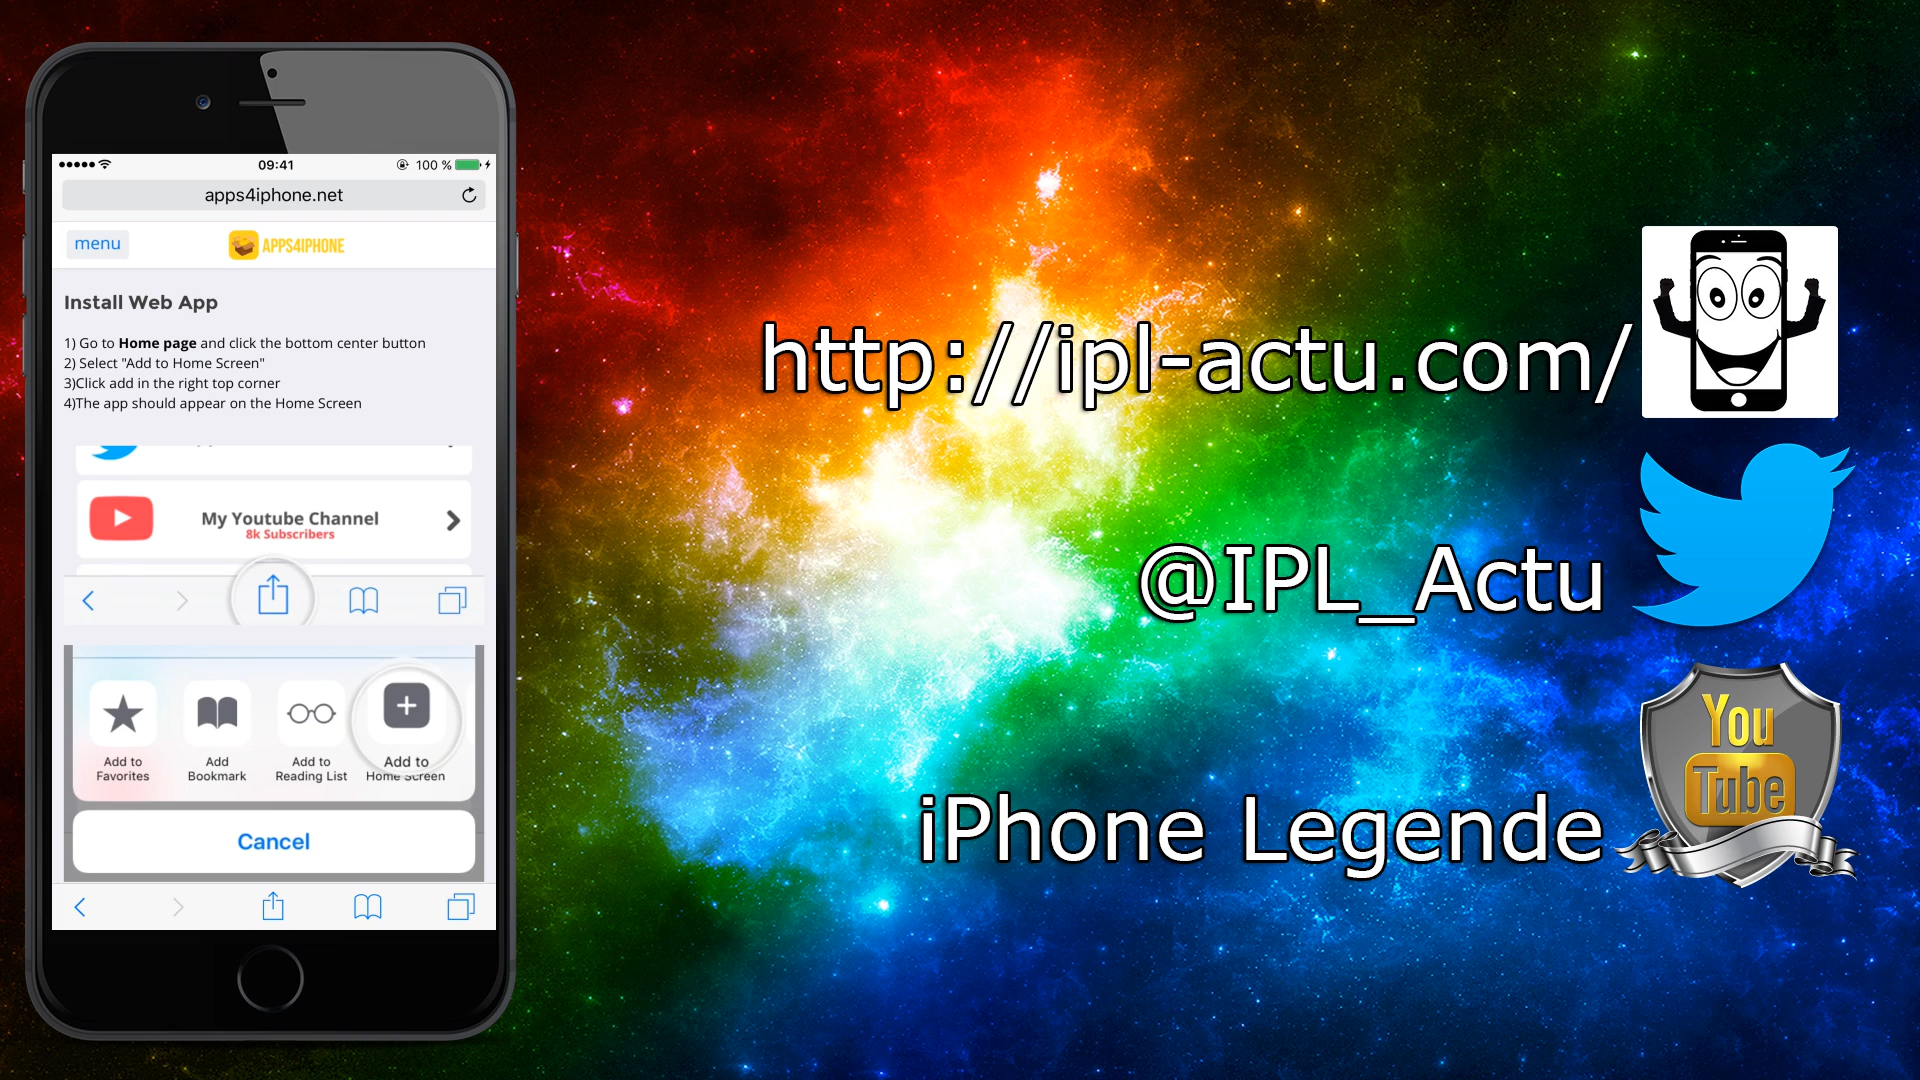 09:41
100 %
apps4iphone.net
menu
APPS4IPHONE
Install Web App
1) Go to Home page and click the bottom center button
2) Select "Add to Home Screen"
3)Click add in the right top corner
4)The app should appear on the Home Screen
My Youtube Channel
8k Subscribers
Add to
Favorites
Add
Bookmark
Add to
Reading List
Add to
Home Screen
Cancel
http://ipl-actu.com/
@IPL_Actu
You
Tube
iPhone Legende